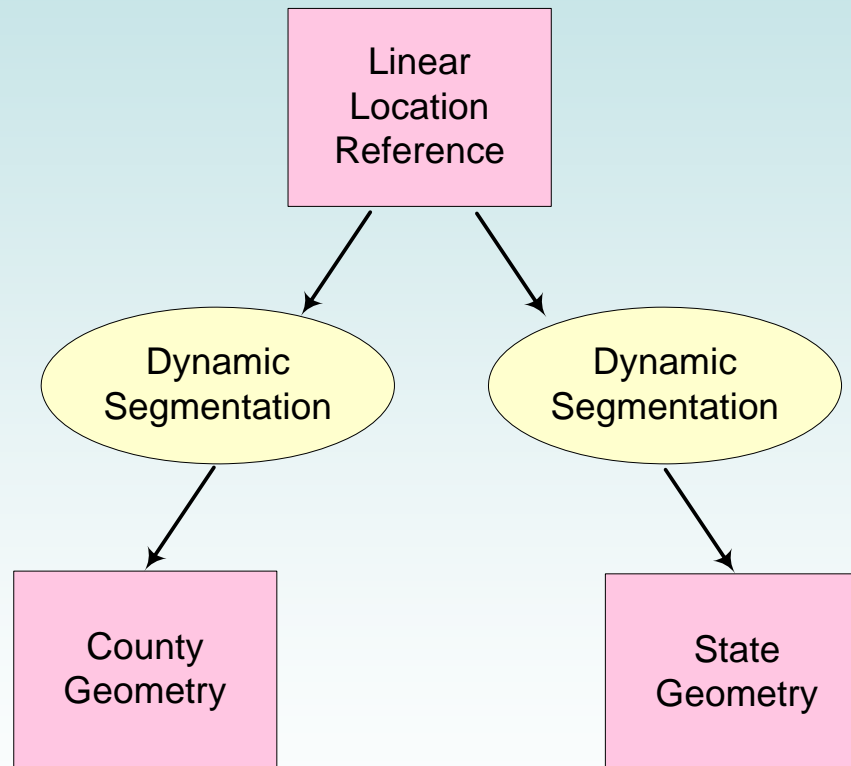 Linear
Location
Reference
Dynamic
Segmentation
Dynamic
Segmentation
County
Geometry
State
Geometry